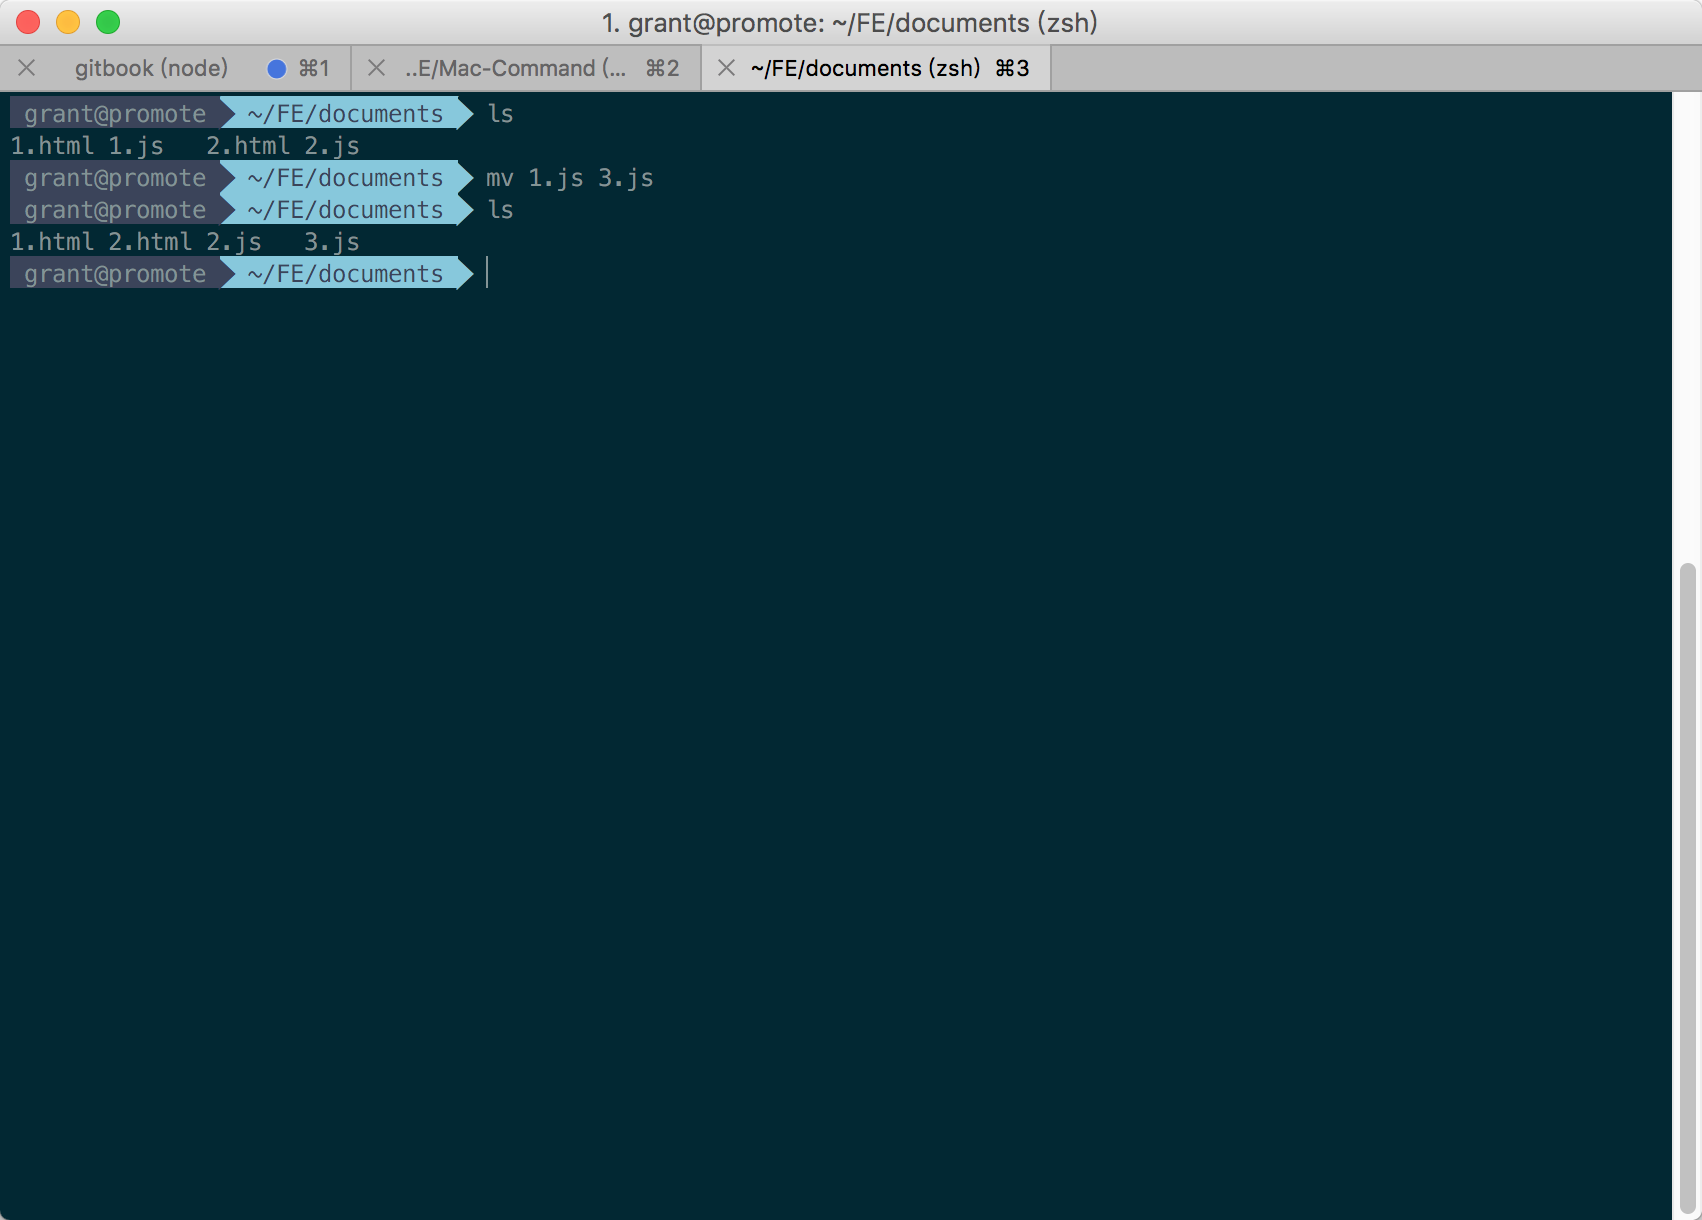 1. grant@promote: ~/FE/documents (zsh)
gitbook (node) ⌘1 ..E/Mac-Command (... ⌘2 ~/FE/documents (zsh) ⌘3
grant@promote ~/FE/documents ls
1.html 1.js   2.html 2.js
grant@promote ~/FE/documents mv 1.js 3.js
grant@promote ~/FE/documents ls
1.html 2.html 2.js   3.js
grant@promote ~/FE/documents